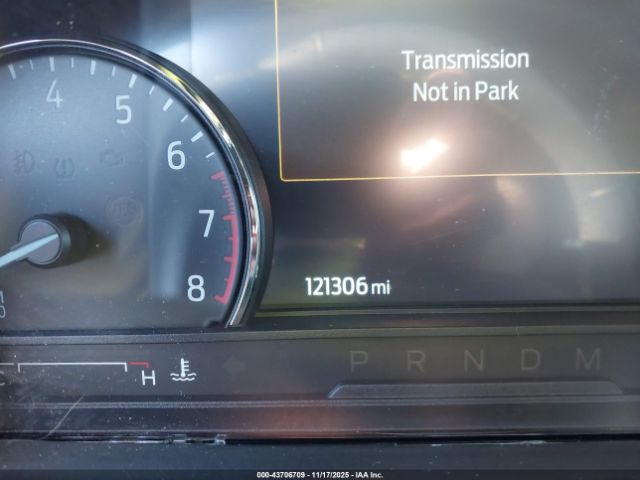 Transmission
Not in Park
4
5
6
7
8
121306 mi
H
P R N D M
000-43706709 - 11/17/2025 - IAA Inc.